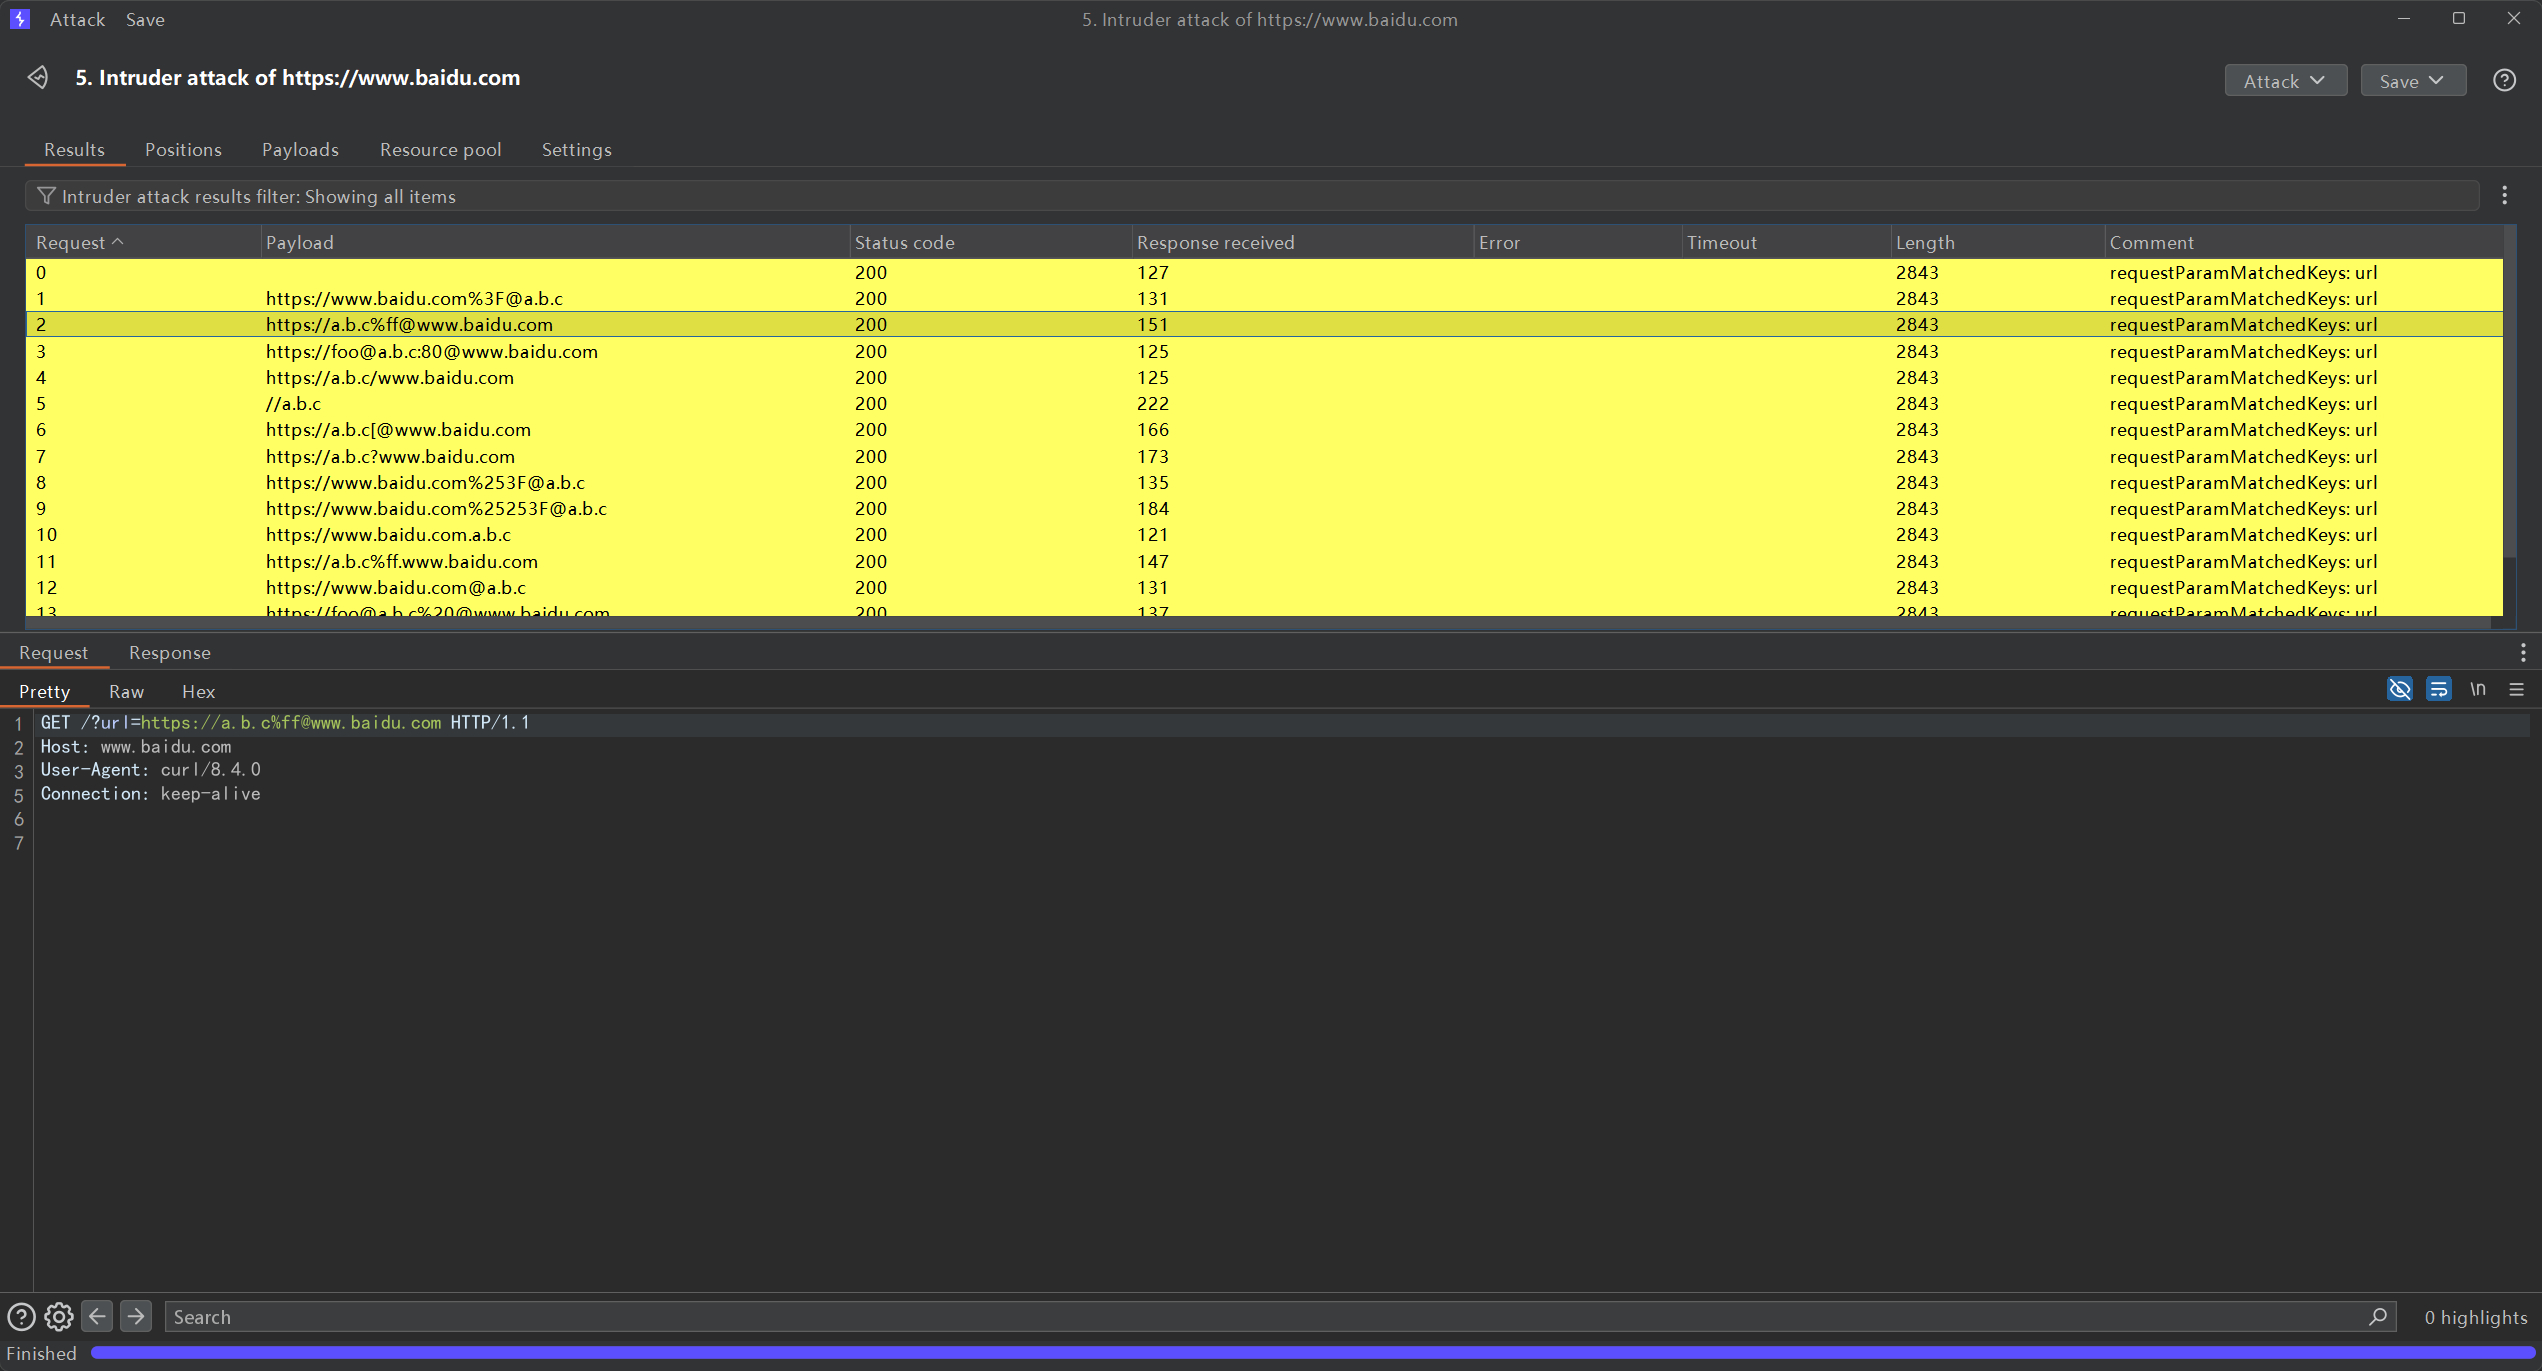 Attack Save 5. Intruder attack of https://www.baidu.com
5. Intruder attack of https://www.baidu.com Attack Save
Results Positions Payloads Resource pool Settings
Intruder attack results filter: Showing all items
Request Payload Status code Response received Error Timeout Length Comment
0 200 127 2843 requestParamMatchedKeys: url
1 https://www.baidu.com%3F@a.b.c 200 131 2843 requestParamMatchedKeys: url
2 https://a.b.c%ff@www.baidu.com 200 151 2843 requestParamMatchedKeys: url
3 https://foo@a.b.c:80@www.baidu.com 200 125 2843 requestParamMatchedKeys: url
4 https://a.b.c/www.baidu.com 200 125 2843 requestParamMatchedKeys: url
5 //a.b.c 200 222 2843 requestParamMatchedKeys: url
6 https://a.b.c[@www.baidu.com 200 166 2843 requestParamMatchedKeys: url
7 https://a.b.c?www.baidu.com 200 173 2843 requestParamMatchedKeys: url
8 https://www.baidu.com%253F@a.b.c 200 135 2843 requestParamMatchedKeys: url
9 https://www.baidu.com%25253F@a.b.c 200 184 2843 requestParamMatchedKeys: url
10 https://www.baidu.com.a.b.c 200 121 2843 requestParamMatchedKeys: url
11 https://a.b.c%ff.www.baidu.com 200 147 2843 requestParamMatchedKeys: url
12 https://www.baidu.com@a.b.c 200 131 2843 requestParamMatchedKeys: url
13 https://foo@a.b.c%20@www.baidu.com 200 137 2843 requestParamMatchedKeys: url
Request Response
Pretty Raw Hex \n
1 GET /?url=https://a.b.c%ff@www.baidu.com HTTP/1.1
2 Host: www.baidu.com
3 User-Agent: curl/8.4.0
5 Connection: keep-alive
6
7
Search 0 highlights
Finished